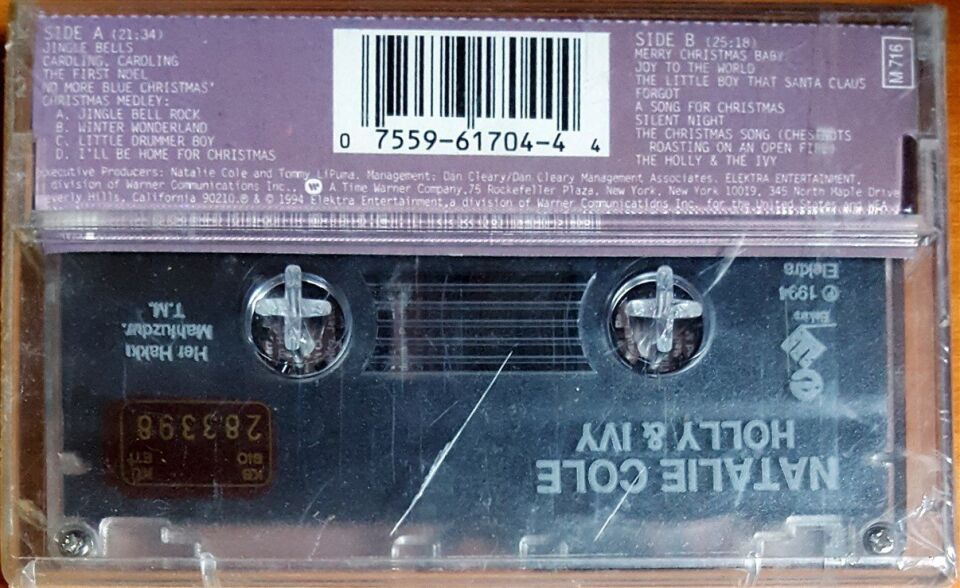 SIDE A (21:34)
JINGLE BELLS
CAROLING, CAROLING
THE FIRST NOEL
NO MORE BLUE CHRISTMAS'
CHRISTMAS MEDLEY:
A. JINGLE BELL ROCK
B. WINTER WONDERLAND
C. LITTLE DRUMMER BOY
D. I'LL BE HOME FOR CHRISTMAS
0 7559-61704-4 4
SIDE B (25:18)
MERRY CHRISTMAS BABY
JOY TO THE WORLD
THE LITTLE BOY THAT SANTA CLAUS
FORGOT
A SONG FOR CHRISTMAS
SILENT NIGHT
THE CHRISTMAS SONG (CHESTNUTS
ROASTING ON AN OPEN FIRE)
THE HOLLY & THE IVY
M 716
Executive Producers: Natalie Cole and Tommy LiPuma. Management: Dan Cleary/Dan Cleary Management Associates. ELEKTRA ENTERTAINMENT,
division of Warner Communications Inc., A Time Warner Company.75 Rockefeller Plaza, New York, New York 10019, 345 North Maple Drive
Beverly Hills, California 90210.℗ & © 1994 Elektra Entertainment,a division of Warner Communications Inc. for the United States and WEA
NATALIE COLE
HOLLY & IVY
℗ 1994
Elektra
Her Hakkı
Mahfuzdur.
T.M.
KB
283398